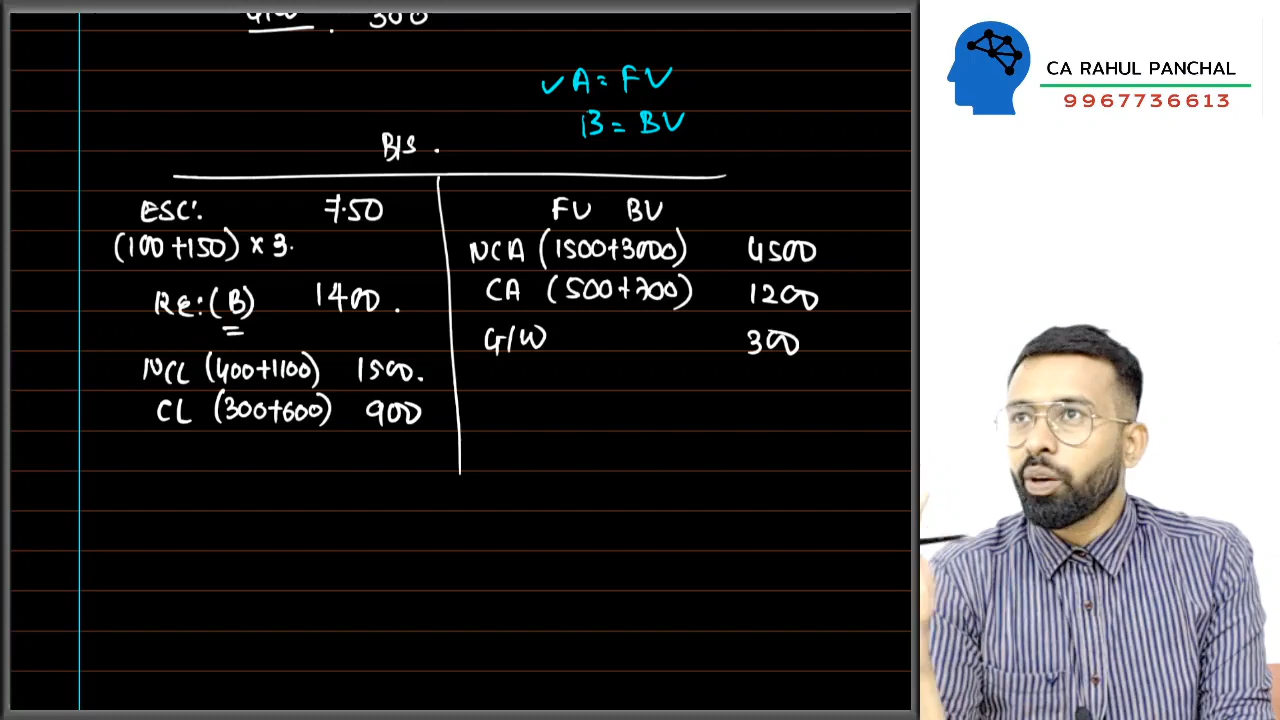 G/W . 300
✓ A = FV
B = BV
B/S .
ESC: 750
(100 + 150) × 3.
RE: (B) 1400.
NCL (400+1100) 1500.
CL (300+600) 900
FV BV
NCA (1500+3000) 4500
CA (500+700) 1200
G/W 300
CA RAHUL PANCHAL
9967736613